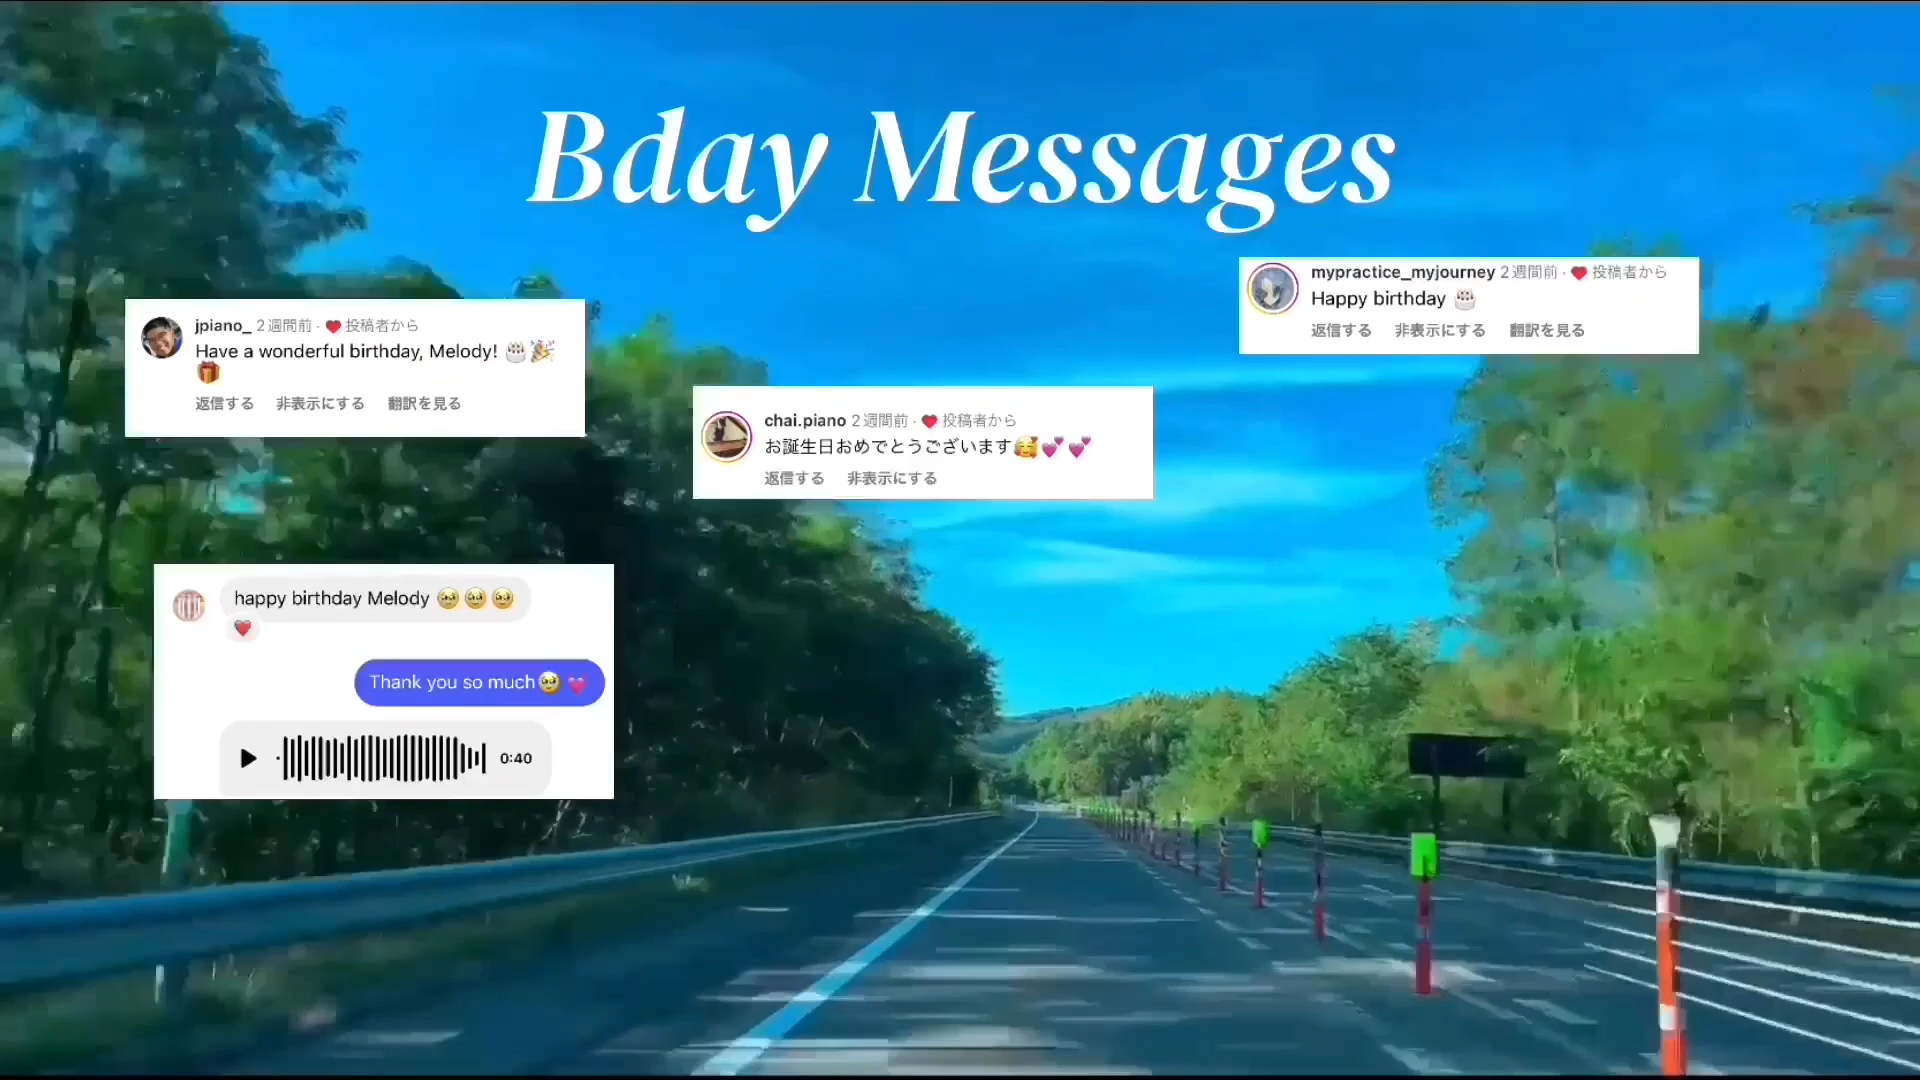 Bday Messages
mypractice_myjourney 2週間前 · ❤️ 投稿者から
Happy birthday 🎂
返信する 非表示にする 翻訳を見る
jpiano_ 2週間前 · ❤️ 投稿者から
Have a wonderful birthday, Melody! 🎂🎉
🎁
返信する 非表示にする 翻訳を見る
chai.piano 2週間前 · ❤️ 投稿者から
お誕生日おめでとうございます🥰💕💕
返信する 非表示にする
happy birthday Melody 🥹🥹🥹
❤️
Thank you so much🥹💗
0:40